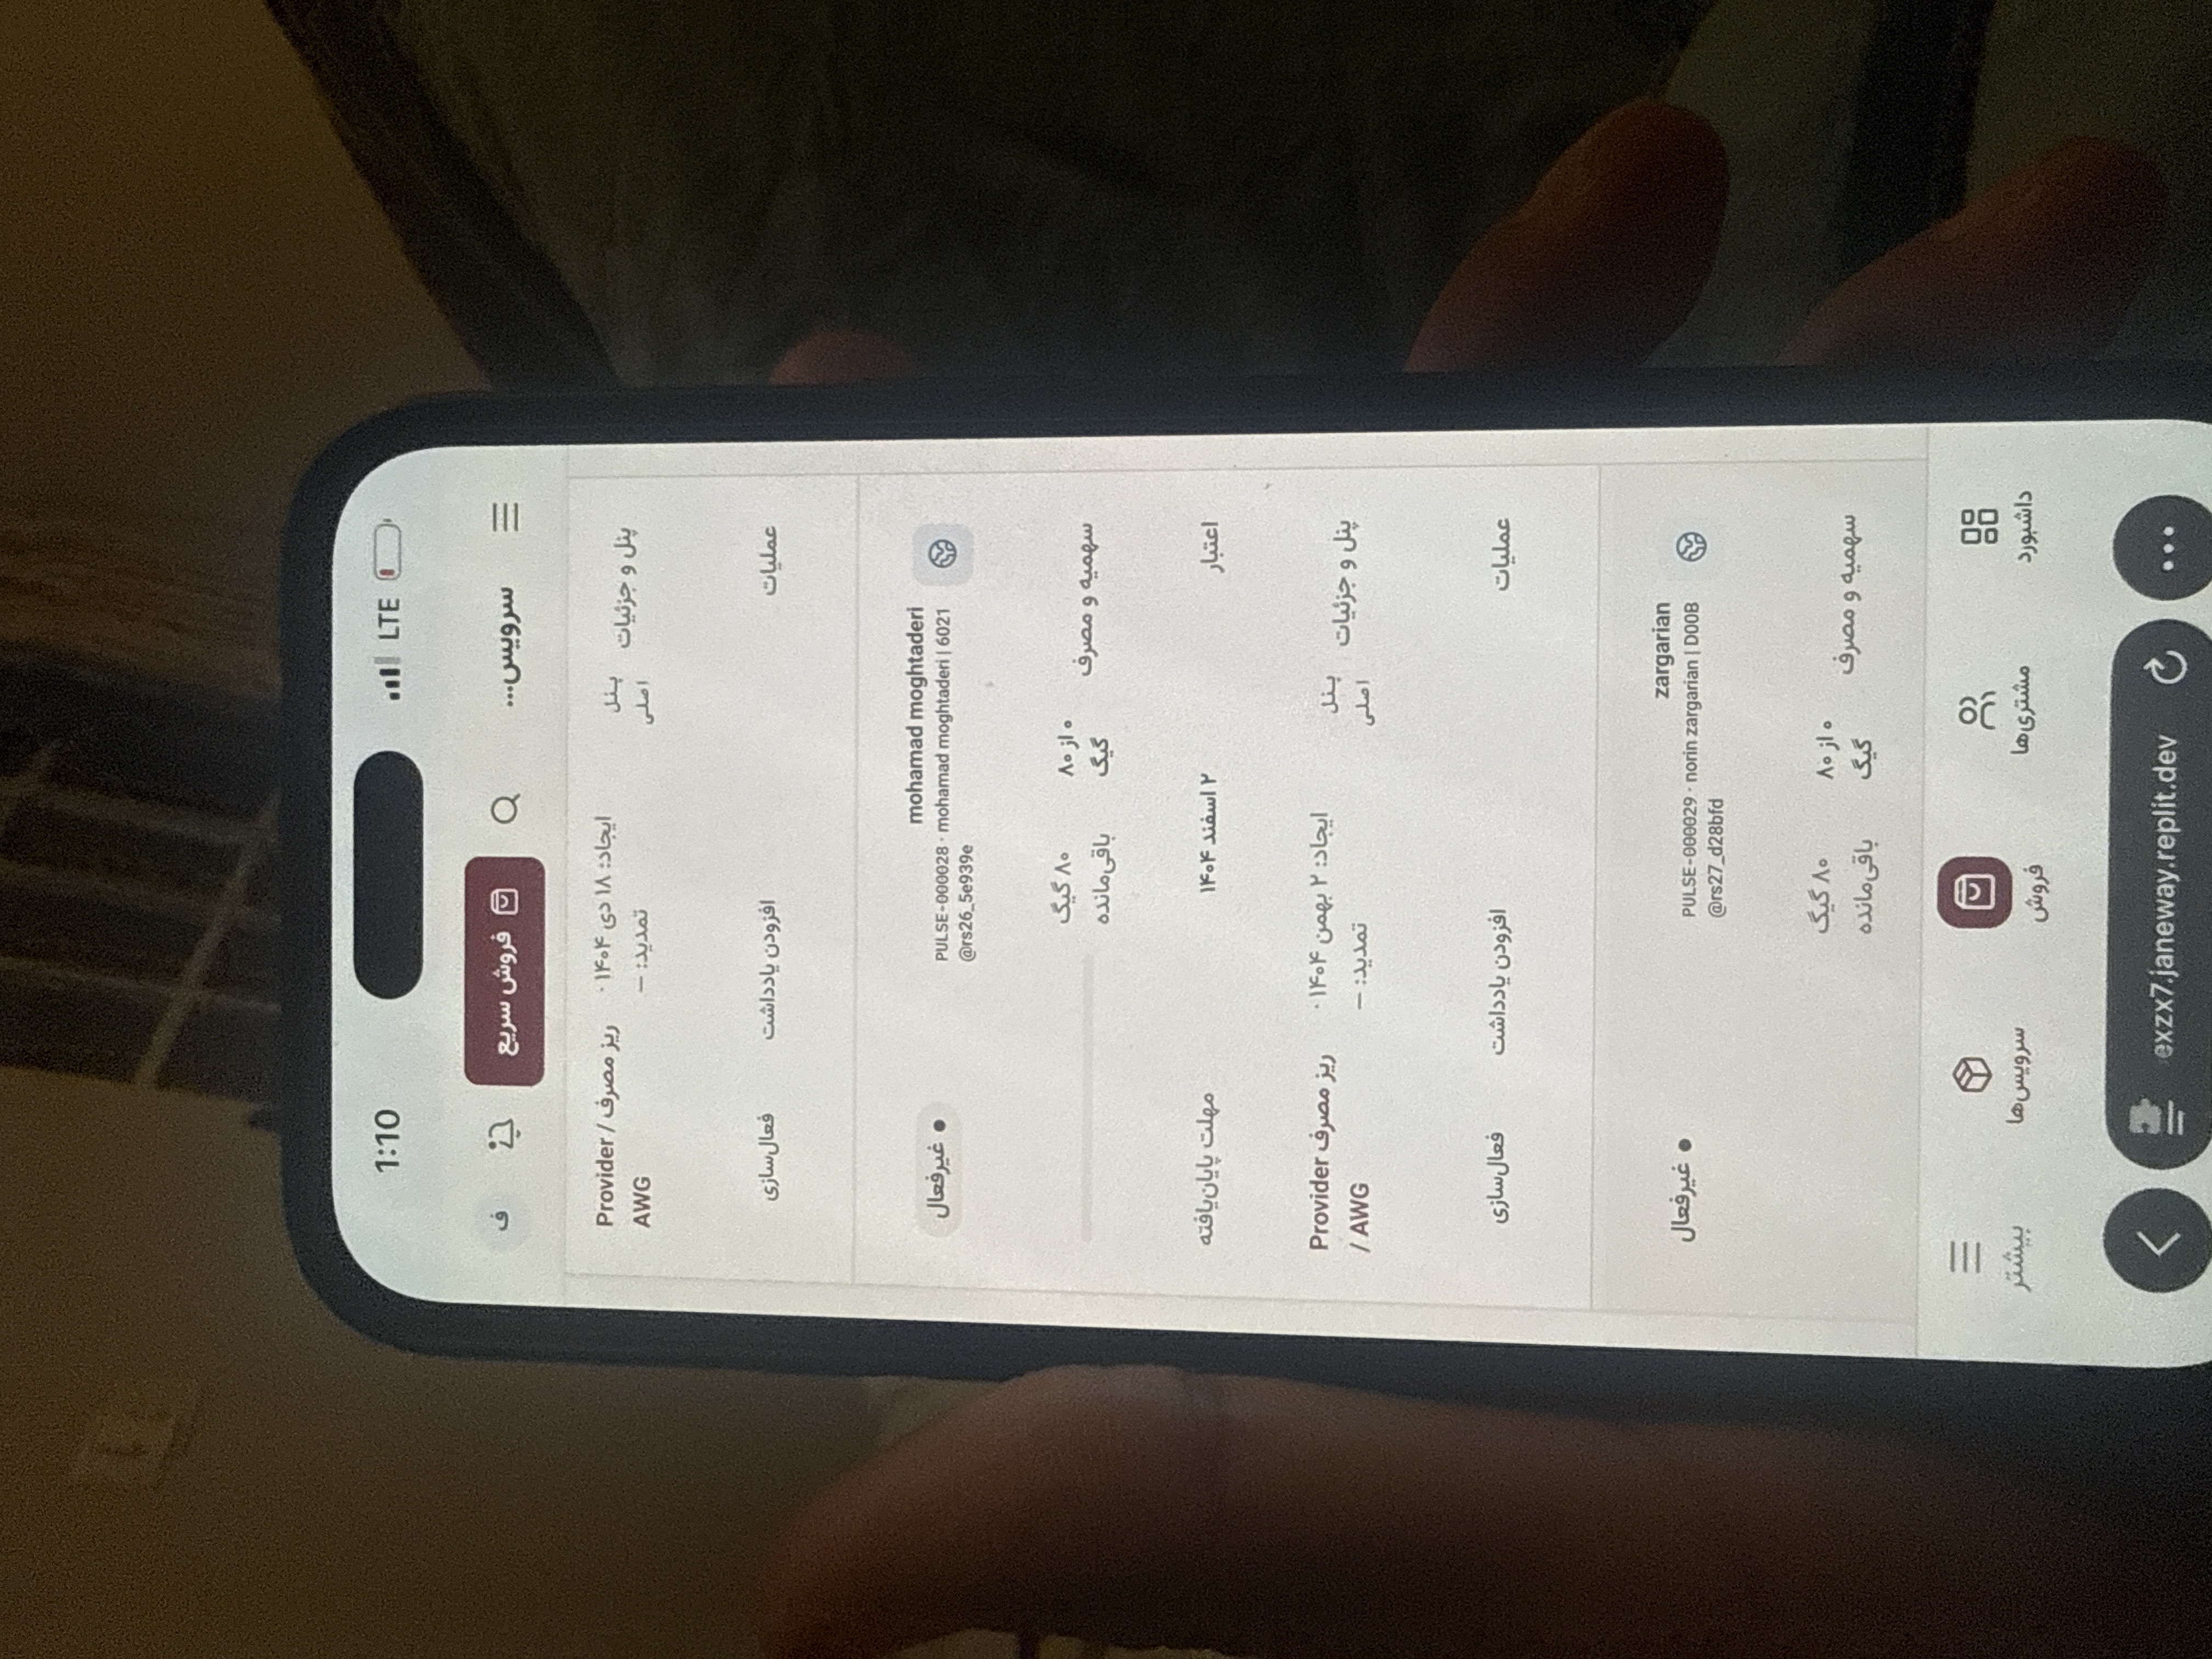 1:10
LTE
سرویس...
فروش سریع
ف
پنل و جزئیات
پنل اصلی
ایجاد: ۱۸ دی ۱۴۰۴ ·
تمدید: —
ریز مصرف Provider /
AWG
عملیات
افزودن یادداشت
فعال‌سازی
mohamad moghtaderi
PULSE-000028 · mohamad moghtaderi | 6021
@rs26_5e939e
غیرفعال
سهمیه و مصرف
۰ از ۸۰
گیگ
۸۰ گیگ
باقی‌مانده
اعتبار
۲ اسفند ۱۴۰۴
مهلت پایان‌یافته
پنل و جزئیات
پنل
اصلی
ایجاد: ۲ بهمن ۱۴۰۴ ·
تمدید: —
ریز مصرف Provider
/ AWG
عملیات
افزودن یادداشت
فعال‌سازی
zargarian
PULSE-000029 · norin zargarian | D00B
@rs27_d28bfd
غیرفعال
سهمیه و مصرف
۰ از ۸۰
گیگ
۸۰ گیگ
باقی‌مانده
داشبورد
مشتری‌ها
فروش
سرویس‌ها
بیشتر
exzx7.janeway.replit.dev